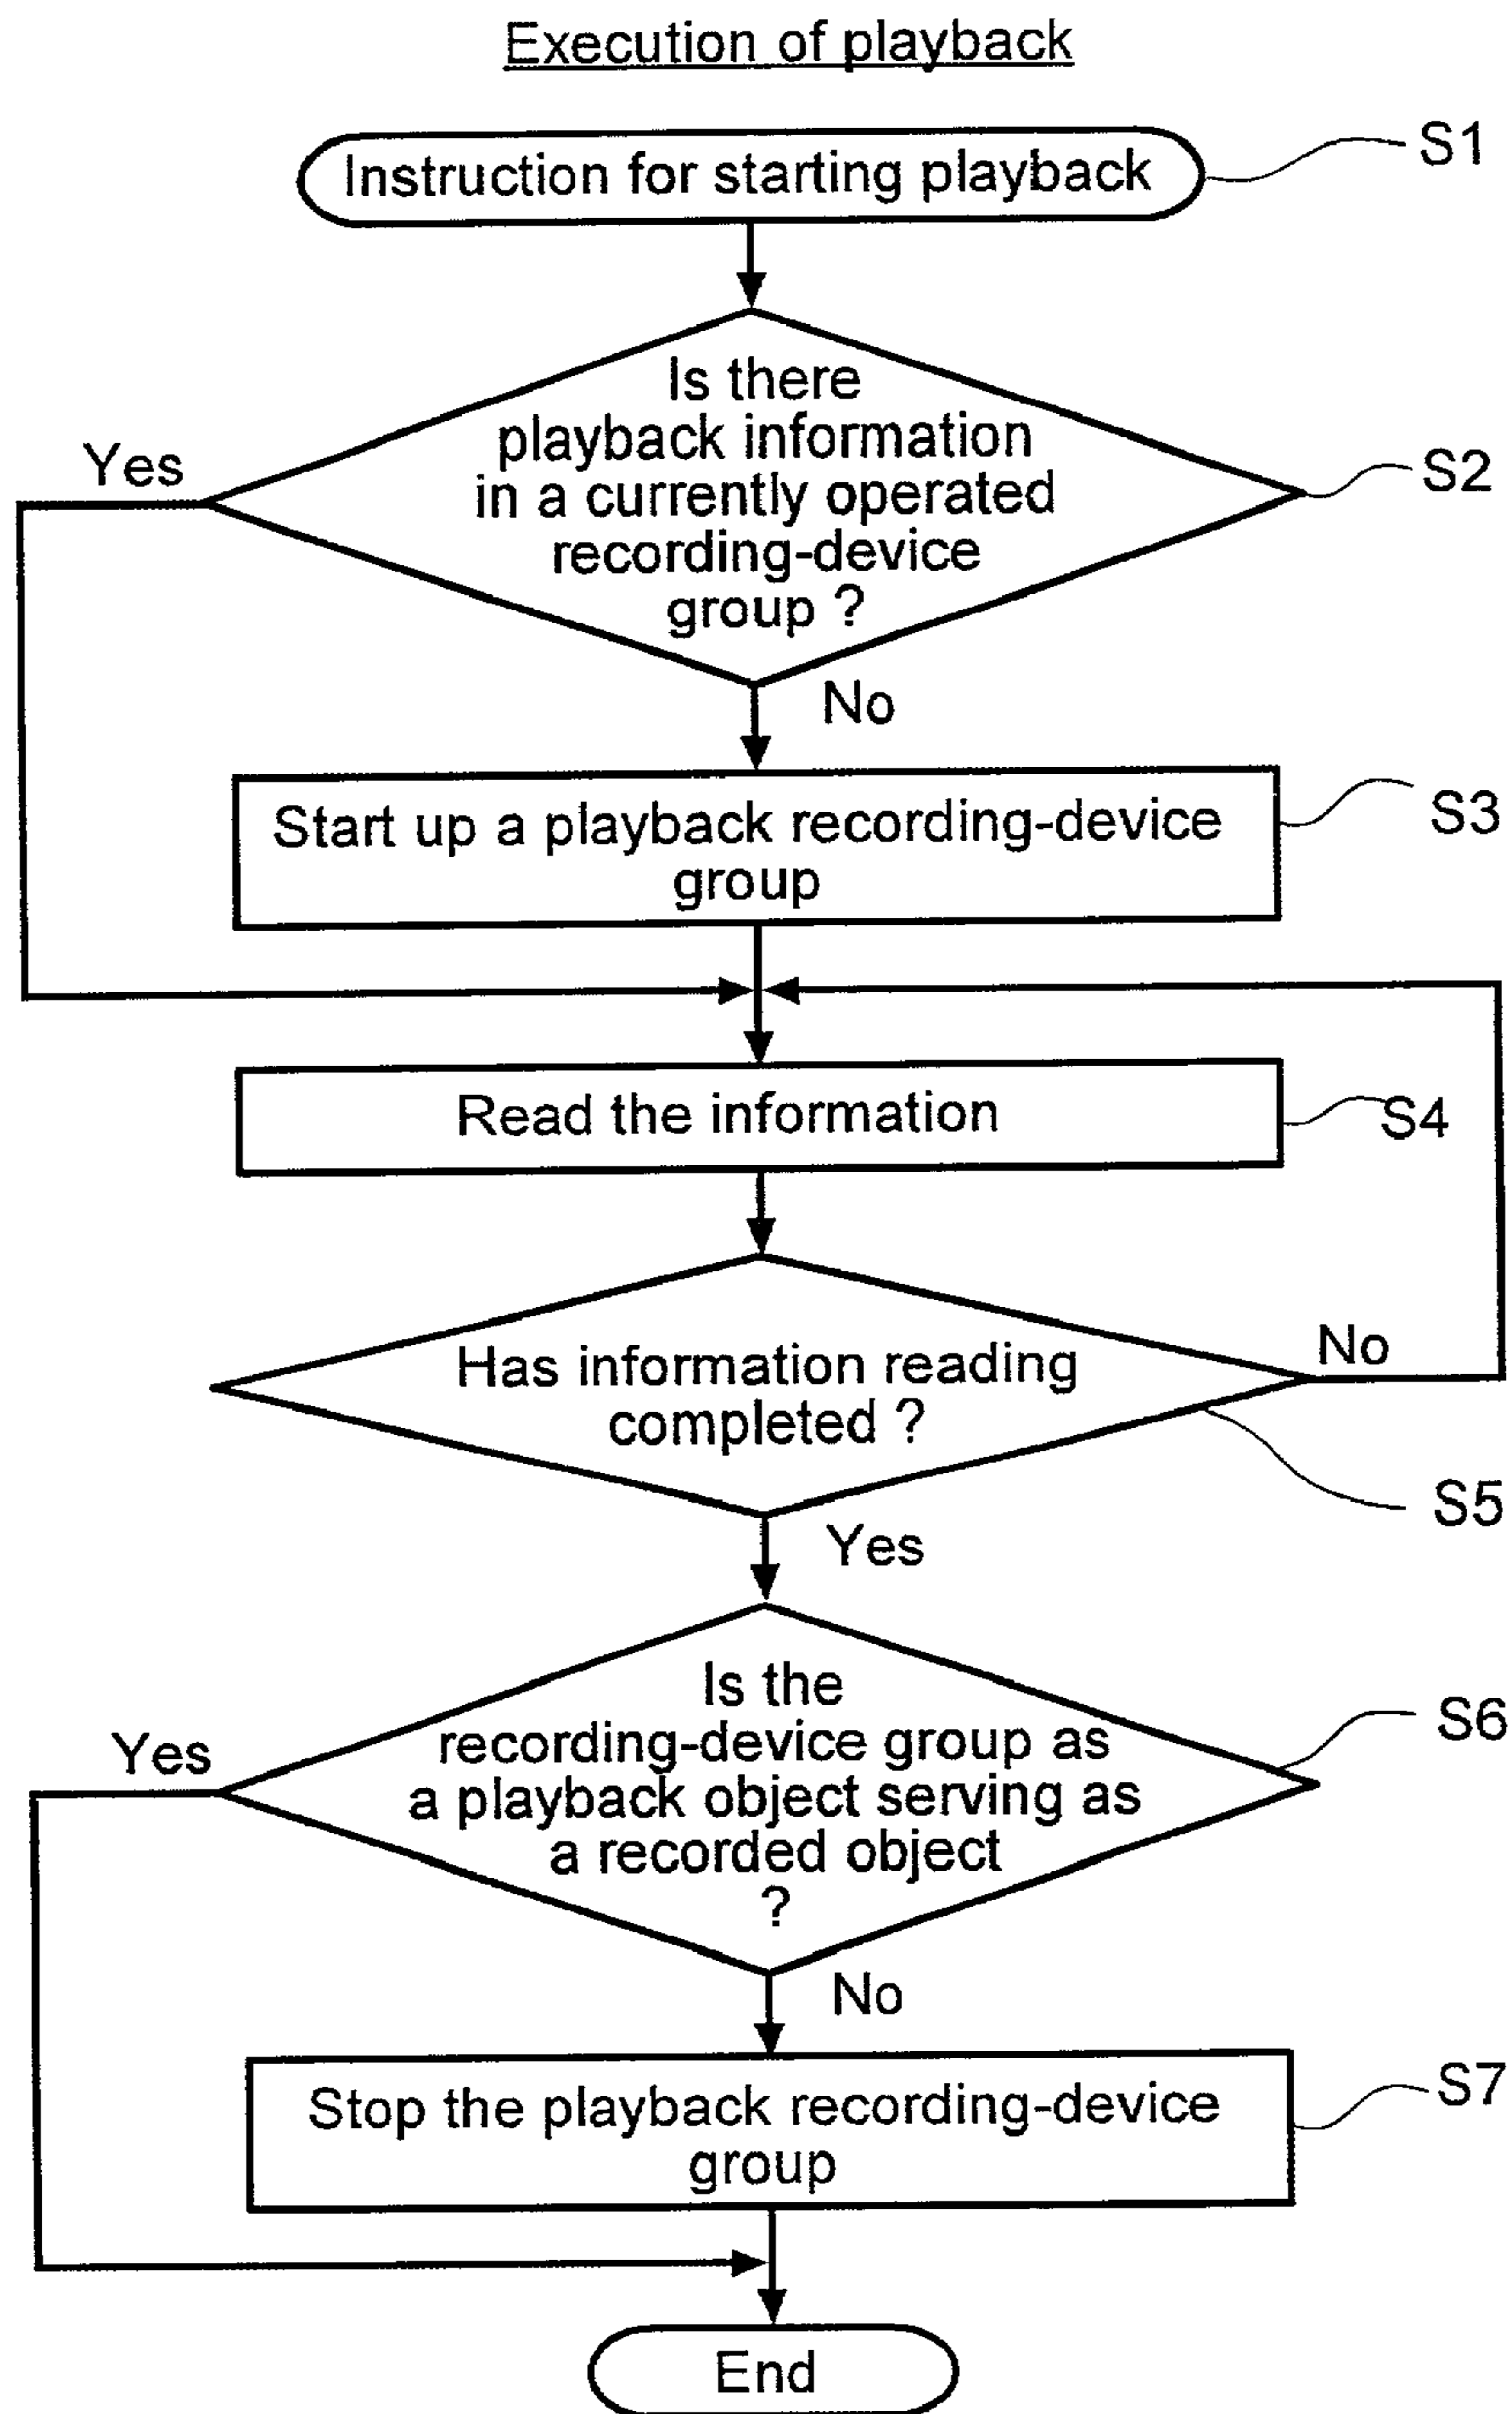 Execution of playback
Instruction for starting playback
S1
Is there
playback information
in a currently operated
recording-device
group ?
Yes
S2
No
Start up a playback recording-device
group
S3
Read the information
S4
Has information reading
completed ?
No
S5
Yes
Is the
recording-device group as
a playback object serving as
a recorded object
?
Yes
S6
No
Stop the playback recording-device
group
S7
End